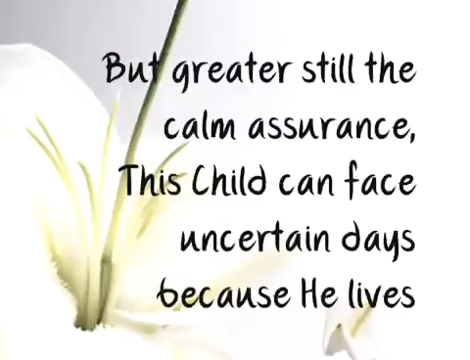 But greater still the
calm assurance,
This Child can face
uncertain days
because He lives